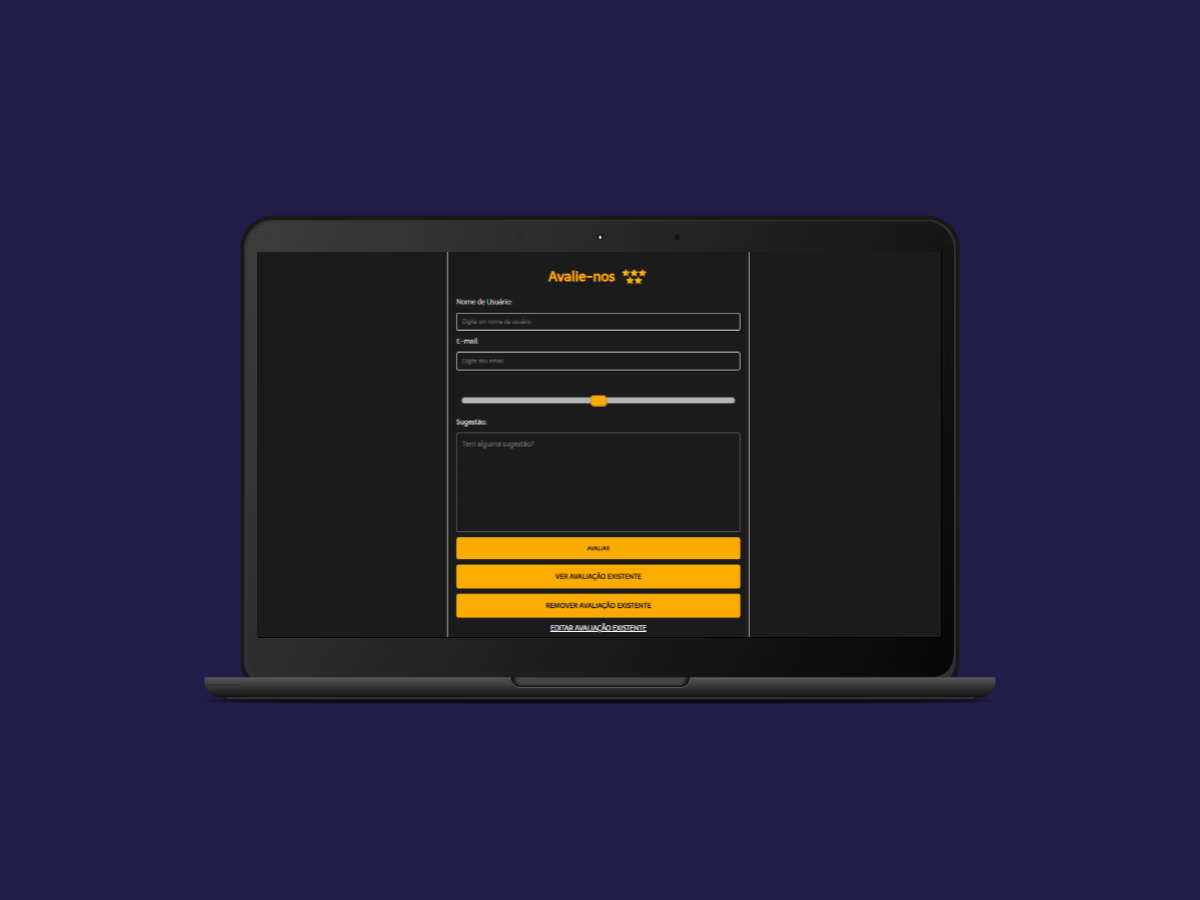 Avalie-nos
Nome de Usuário:
Digite um nome de usuário
E-mail:
Digite seu email
Sugestão:
Tem alguma sugestão?
AVALIAR
VER AVALIAÇÃO EXISTENTE
REMOVER AVALIAÇÃO EXISTENTE
EDITAR AVALIAÇÃO EXISTENTE